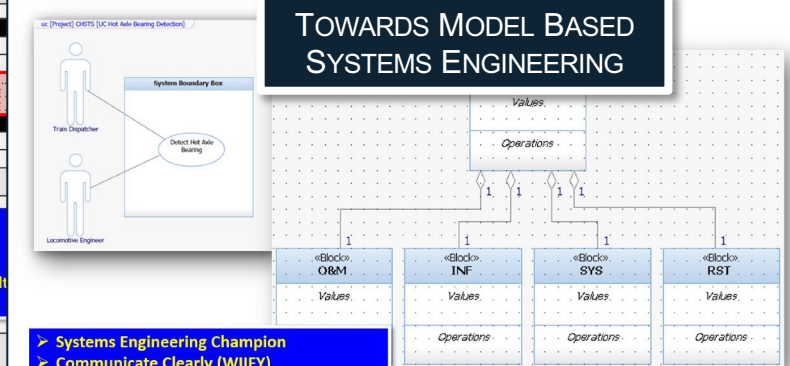 uc [Project] CHSTS [UC Hot Axle Bearing Detection]
TOWARDS MODEL BASED
SYSTEMS ENGINEERING
System Boundary Box
Train Dispatcher
Detect Hot Axle
Bearing
Locomotive Engineer
Values
Operations
1 1 1 1
1 1 1 1
«Block» «Block» «Block» «Block»
O&M INF SYS RST
Values Values Values Values
Operations Operations Operations
➢ Systems Engineering Champion
➢ Communicate Clearly (WIIFY)